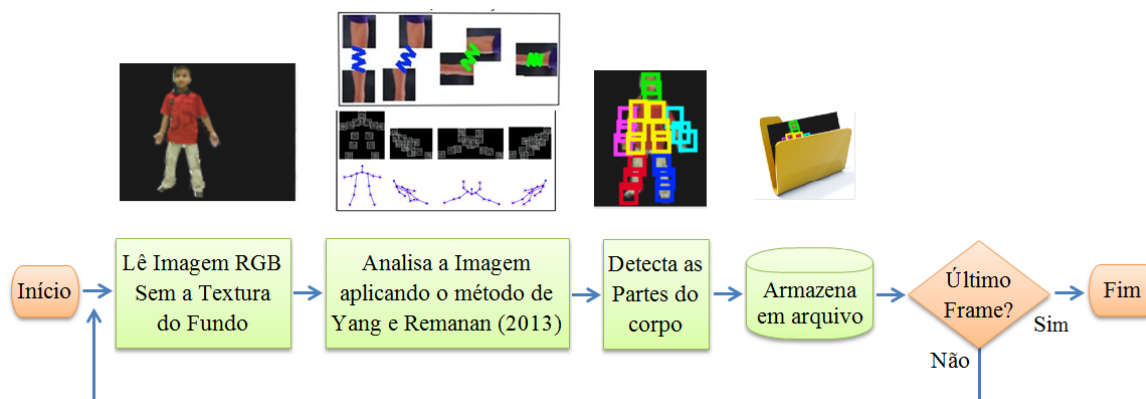 Início
Lê Imagem RGB
Sem a Textura
do Fundo
Analisa a Imagem
aplicando o método de
Yang e Remanan (2013)
Detecta as
Partes do
corpo
Armazena
em arquivo
Último
Frame?
Sim
Não
Fim